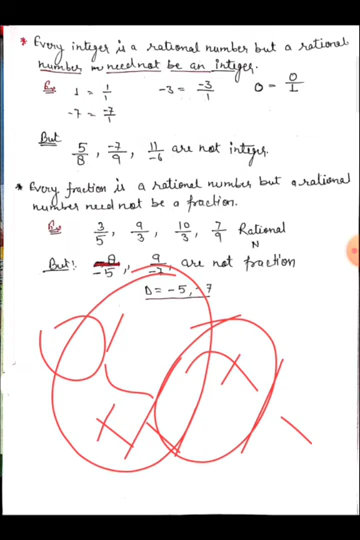 * Every integer is a rational number but a rational
number need not be an integer.
Ex 1 = 1/1   -3 = -3/1   0 = 0/1
-7 = -7/1
But
5/8, -7/9, 11/-6 are not integer.
* Every fraction is a rational number but a rational
number need not be a fraction.
Ex 3/5, 9/3, 10/3, 7/9 Rational
N
But: -8/-5, 9/-7, are not fraction
D = -5, -7